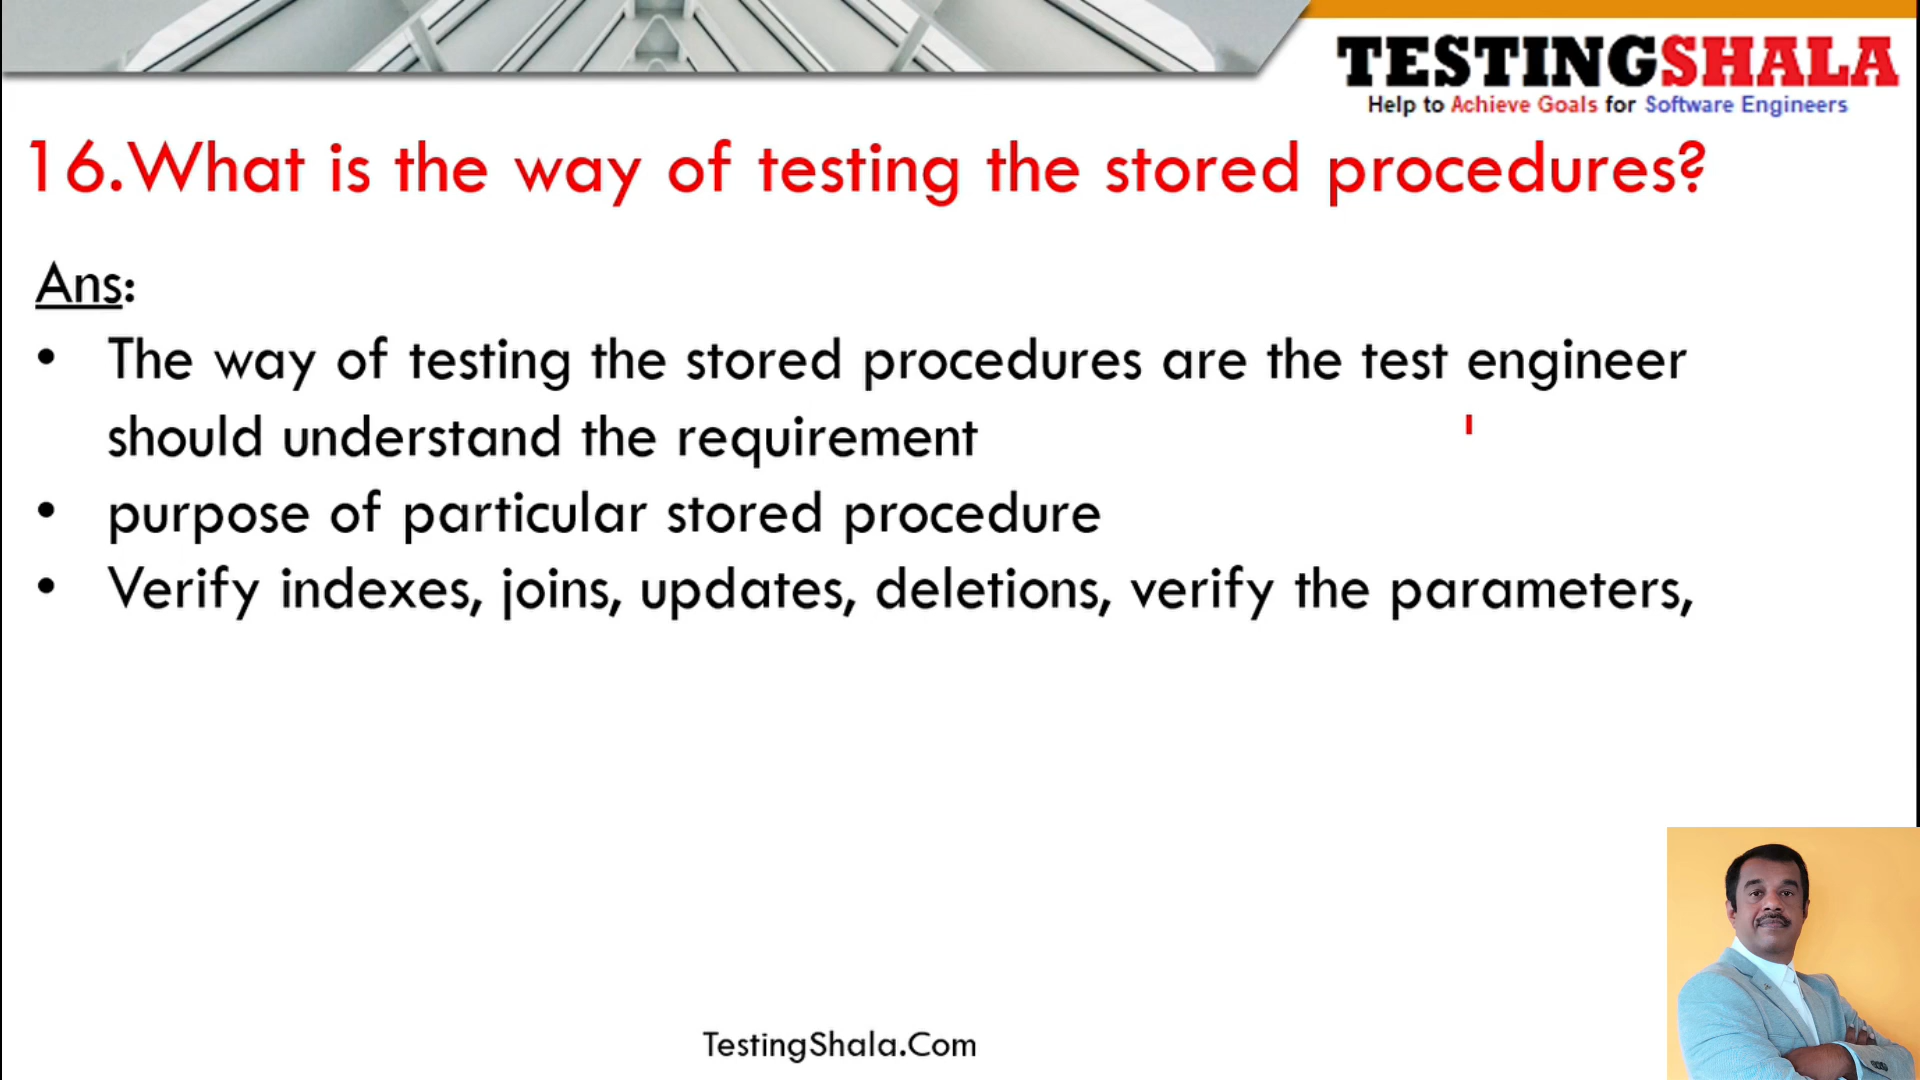 TESTINGSHALA
Help to Achieve Goals for Software Engineers
16.What is the way of testing the stored procedures?
Ans:
• The way of testing the stored procedures are the test engineer
should understand the requirement
• purpose of particular stored procedure
• Verify indexes, joins, updates, deletions, verify the parameters,
TestingShala.Com